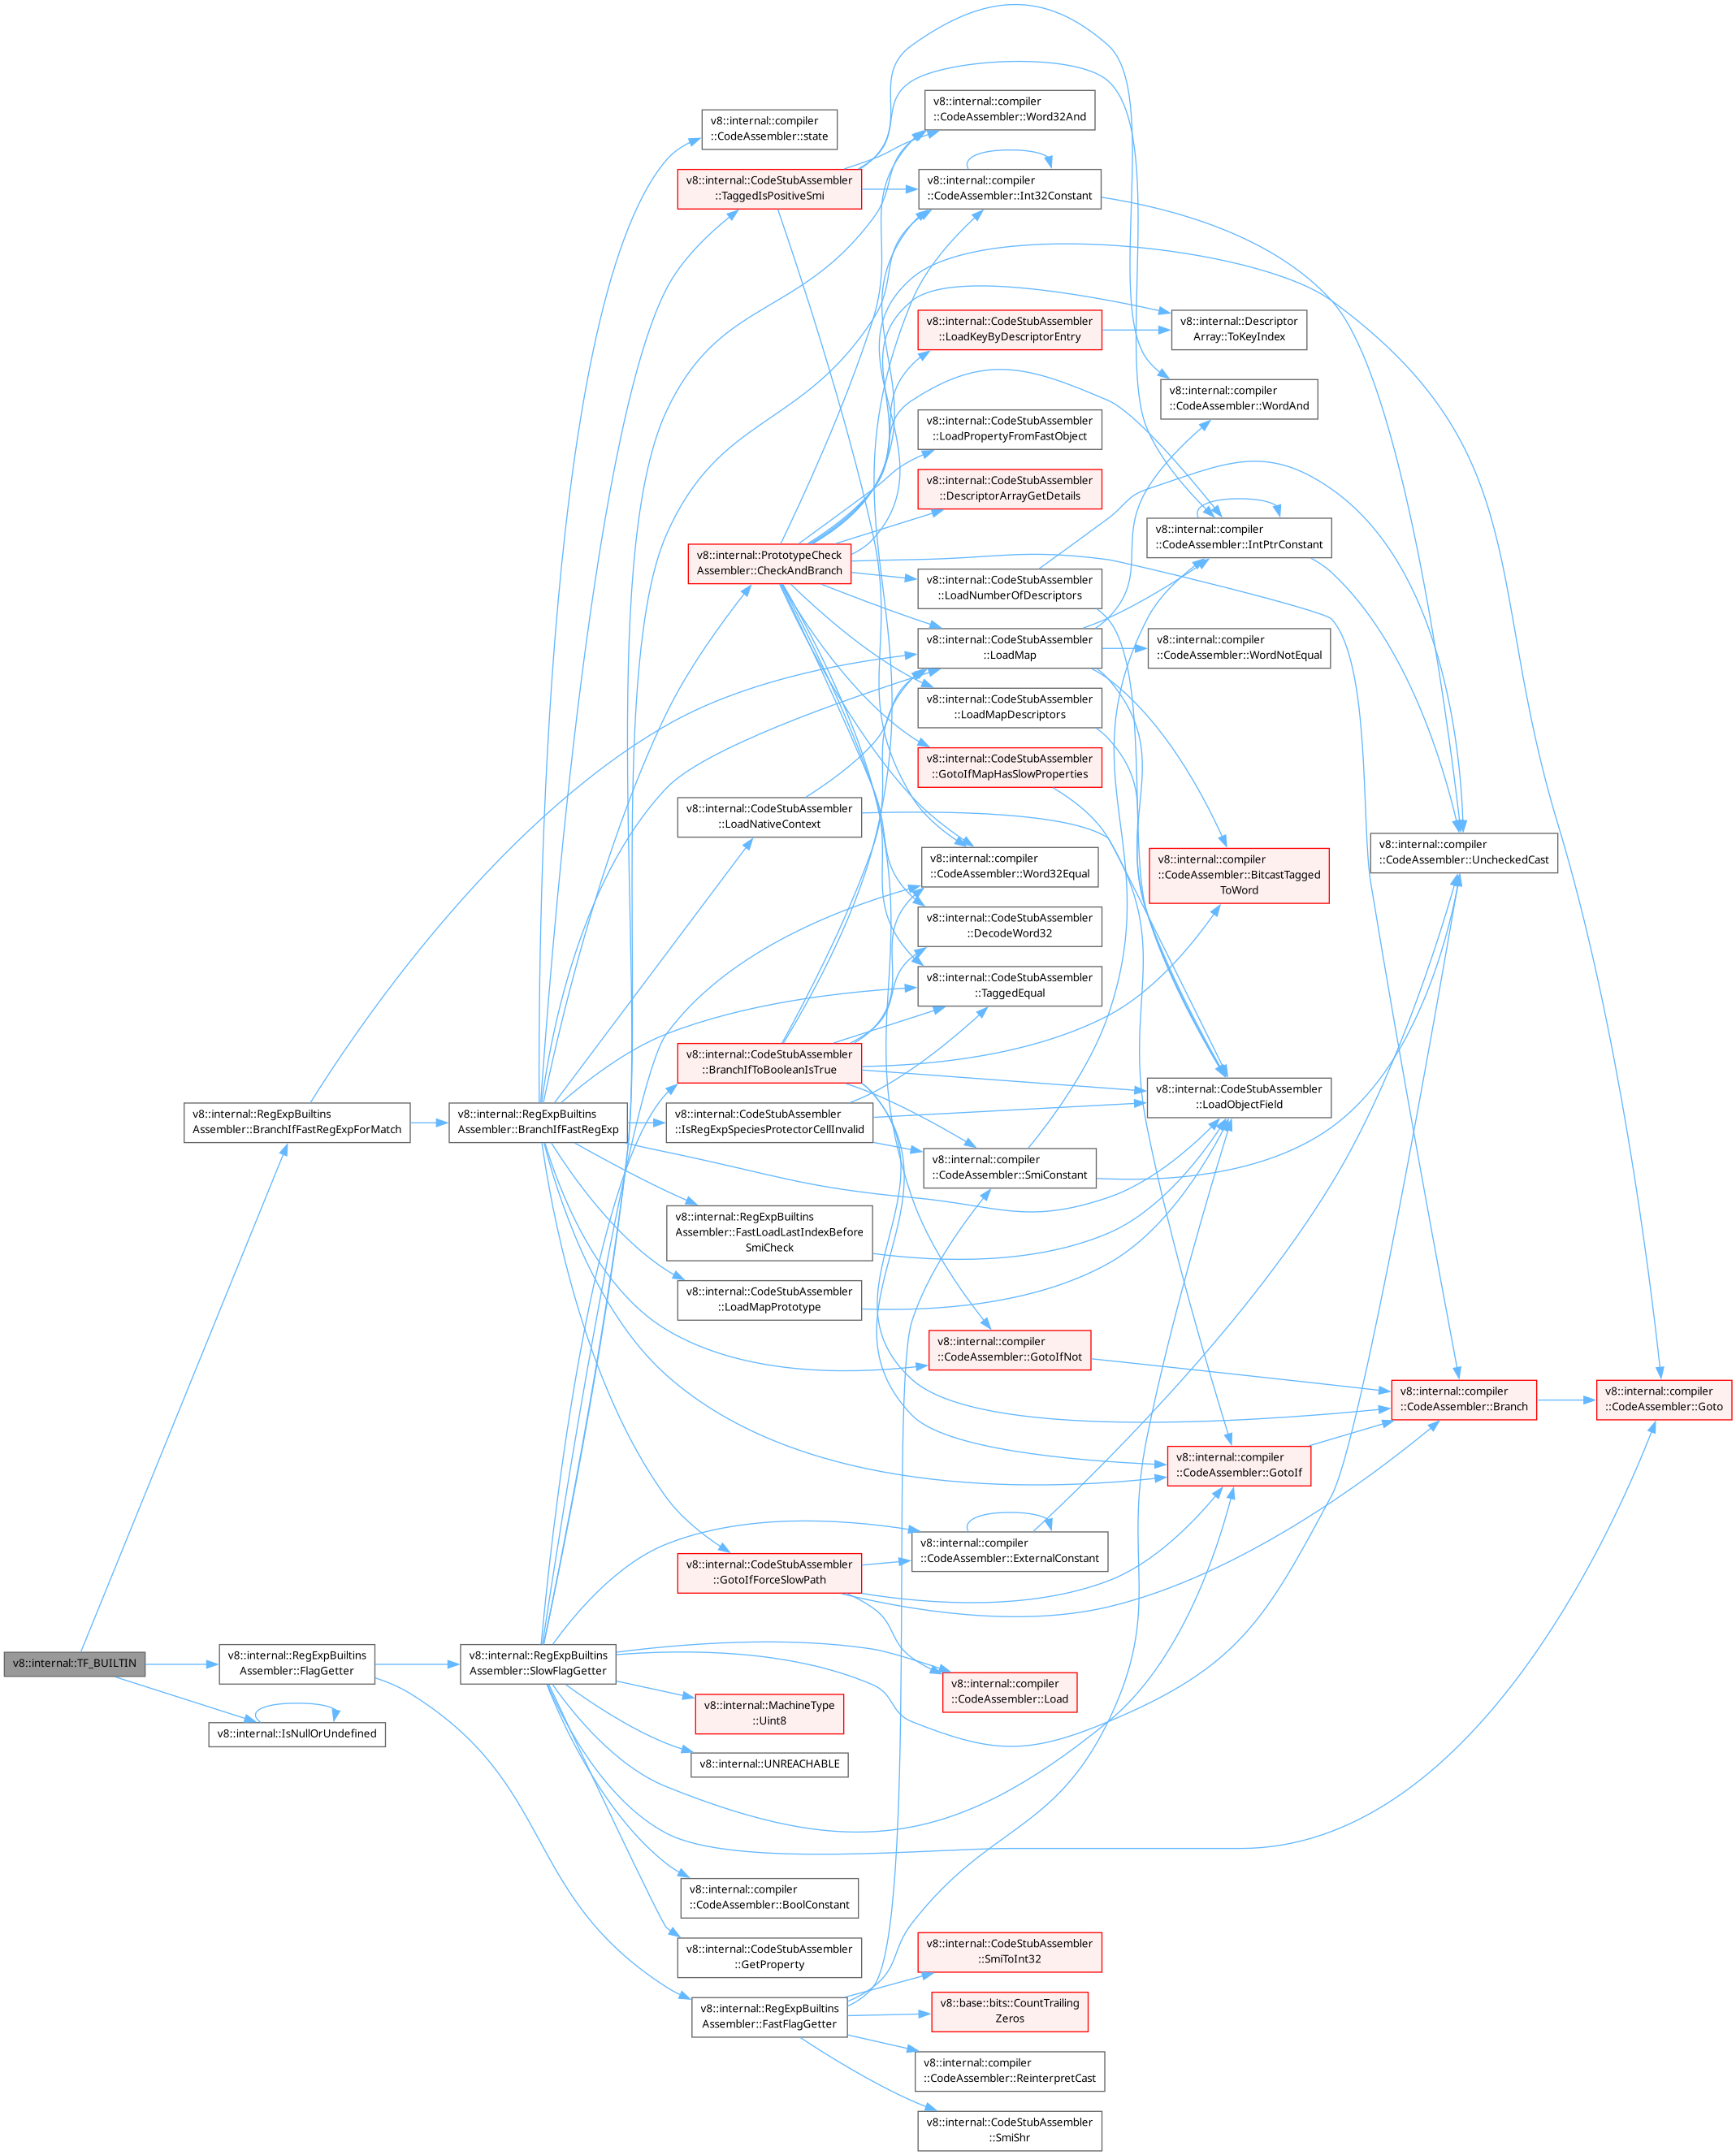 v8::internal::TF_BUILTIN
v8::internal::RegExpBuiltins
Assembler::BranchIfFastRegExpForMatch
v8::internal::RegExpBuiltins
Assembler::FlagGetter
v8::internal::IsNullOrUndefined
v8::internal::RegExpBuiltins
Assembler::BranchIfFastRegExp
v8::internal::RegExpBuiltins
Assembler::SlowFlagGetter
v8::internal::compiler
::CodeAssembler::state
v8::internal::CodeStubAssembler
::TaggedIsPositiveSmi
v8::internal::PrototypeCheck
Assembler::CheckAndBranch
v8::internal::CodeStubAssembler
::LoadNativeContext
v8::internal::CodeStubAssembler
::BranchIfToBooleanIsTrue
v8::internal::CodeStubAssembler
::IsRegExpSpeciesProtectorCellInvalid
v8::internal::RegExpBuiltins
Assembler::FastLoadLastIndexBefore
SmiCheck
v8::internal::CodeStubAssembler
::LoadMapPrototype
v8::internal::CodeStubAssembler
::GotoIfForceSlowPath
v8::internal::MachineType
::Uint8
v8::internal::UNREACHABLE
v8::internal::compiler
::CodeAssembler::BoolConstant
v8::internal::CodeStubAssembler
::GetProperty
v8::internal::RegExpBuiltins
Assembler::FastFlagGetter
v8::internal::compiler
::CodeAssembler::Word32And
v8::internal::compiler
::CodeAssembler::Int32Constant
v8::internal::CodeStubAssembler
::LoadKeyByDescriptorEntry
v8::internal::CodeStubAssembler
::LoadPropertyFromFastObject
v8::internal::CodeStubAssembler
::DescriptorArrayGetDetails
v8::internal::CodeStubAssembler
::LoadNumberOfDescriptors
v8::internal::CodeStubAssembler
::LoadMap
v8::internal::CodeStubAssembler
::LoadMapDescriptors
v8::internal::CodeStubAssembler
::GotoIfMapHasSlowProperties
v8::internal::compiler
::CodeAssembler::Word32Equal
v8::internal::CodeStubAssembler
::DecodeWord32
v8::internal::CodeStubAssembler
::TaggedEqual
v8::internal::compiler
::CodeAssembler::SmiConstant
v8::internal::compiler
::CodeAssembler::GotoIfNot
v8::internal::compiler
::CodeAssembler::ExternalConstant
v8::internal::compiler
::CodeAssembler::Load
v8::internal::CodeStubAssembler
::SmiToInt32
v8::base::bits::CountTrailing
Zeros
v8::internal::compiler
::CodeAssembler::ReinterpretCast
v8::internal::CodeStubAssembler
::SmiShr
v8::internal::Descriptor
Array::ToKeyIndex
v8::internal::compiler
::CodeAssembler::WordAnd
v8::internal::compiler
::CodeAssembler::IntPtrConstant
v8::internal::compiler
::CodeAssembler::WordNotEqual
v8::internal::compiler
::CodeAssembler::BitcastTagged
ToWord
v8::internal::CodeStubAssembler
::LoadObjectField
v8::internal::compiler
::CodeAssembler::GotoIf
v8::internal::compiler
::CodeAssembler::UncheckedCast
v8::internal::compiler
::CodeAssembler::Branch
v8::internal::compiler
::CodeAssembler::Goto